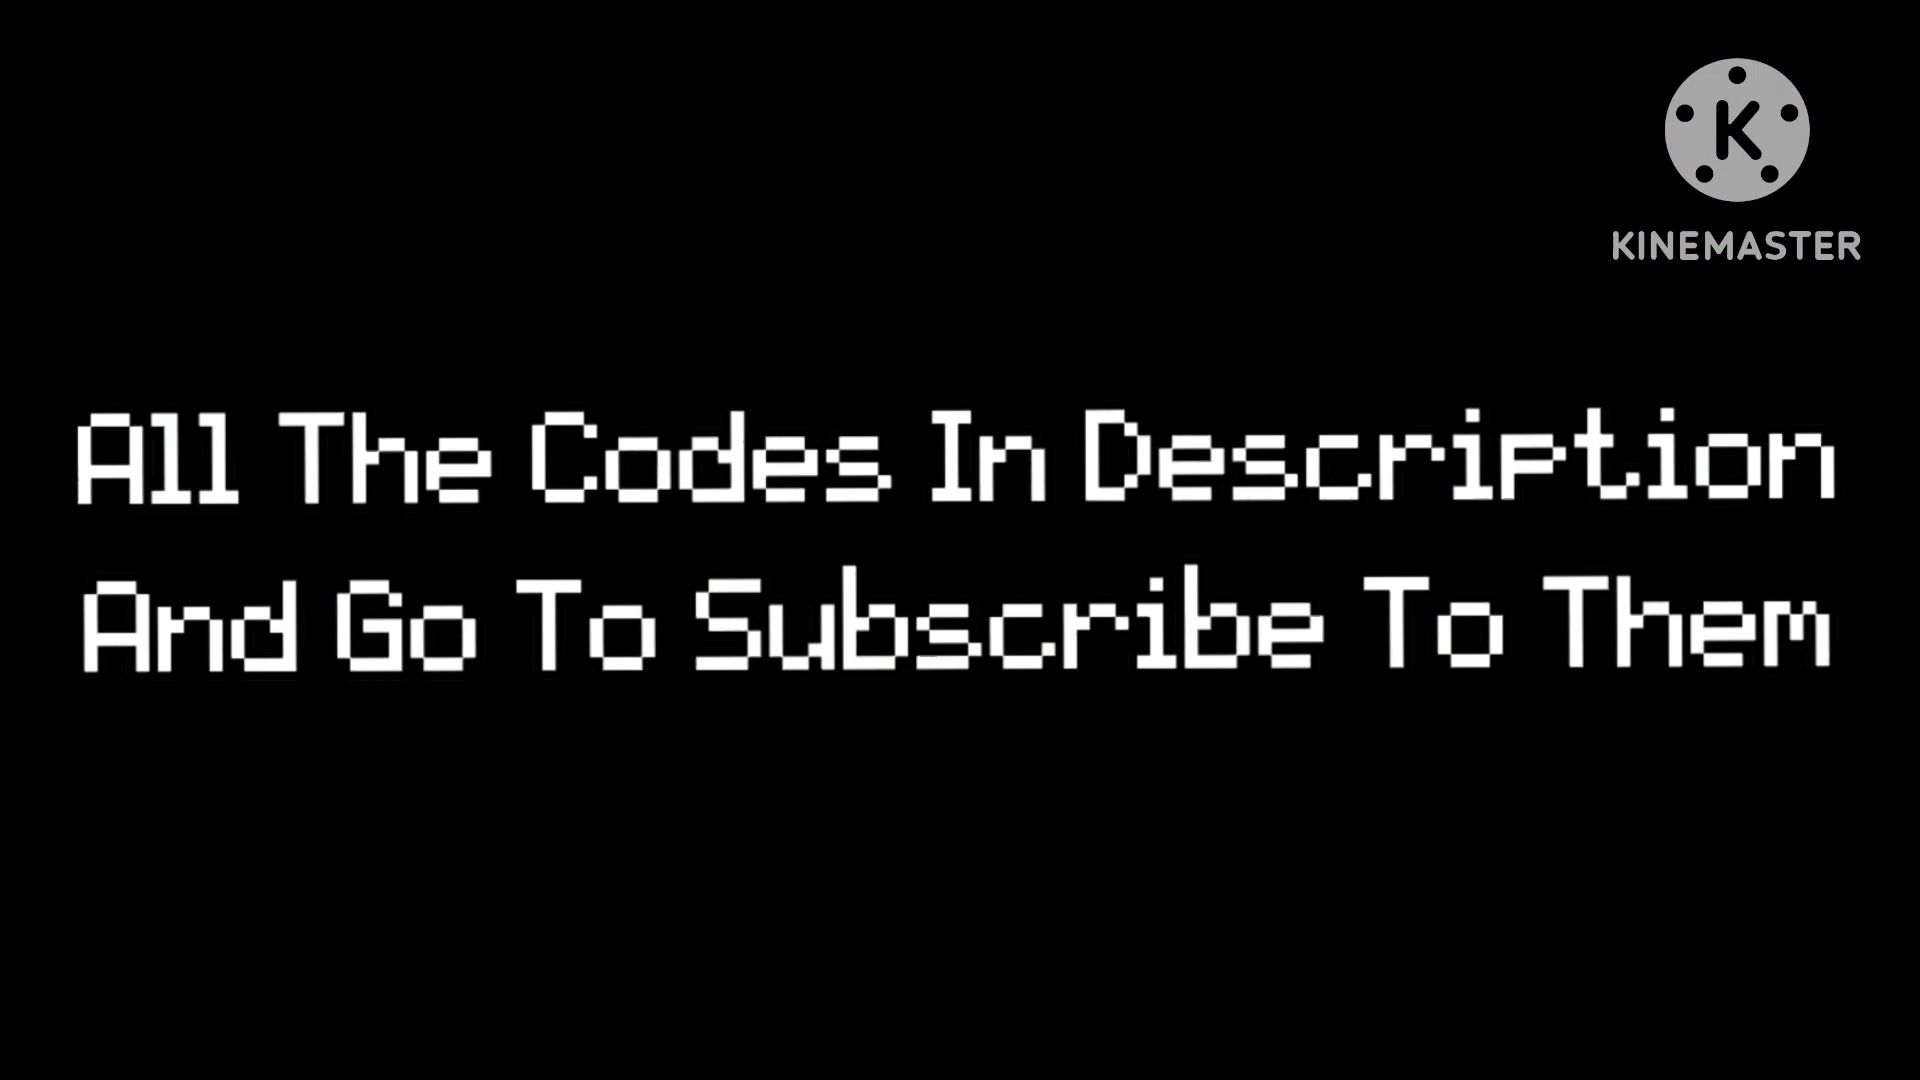 K
KINEMASTER
All The Codes In Description
And Go To Subscribe To Them